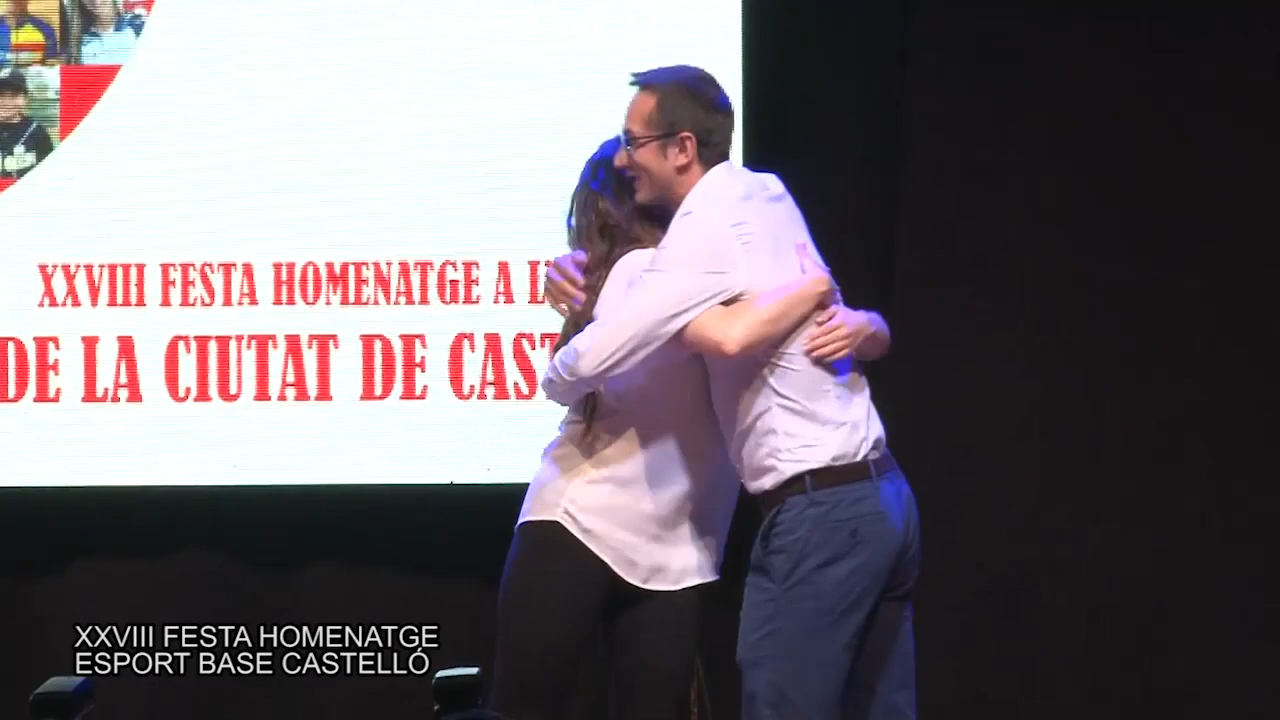 XXVIII FESTA HOMENATGE A L'
DE LA CIUTAT DE CAST
XXVIII FESTA HOMENATGE
ESPORT BASE CASTELLÓ